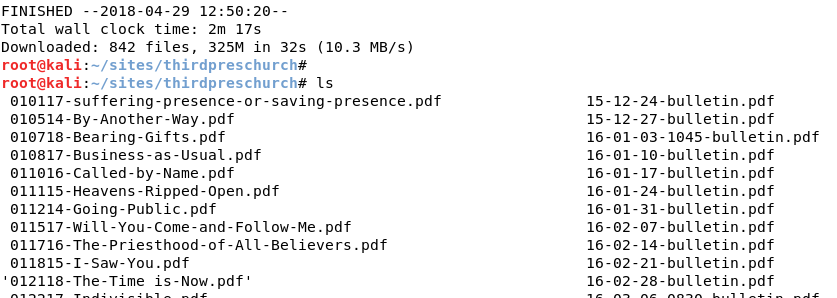 FINISHED --2018-04-29 12:50:20--
Total wall clock time: 2m 17s
Downloaded: 842 files, 325M in 32s (10.3 MB/s)
root@kali:~/sites/thirdpreschurch#
root@kali:~/sites/thirdpreschurch# ls
010117-suffering-presence-or-saving-presence.pdf 15-12-24-bulletin.pdf
010514-By-Another-Way.pdf 15-12-27-bulletin.pdf
010718-Bearing-Gifts.pdf 16-01-03-1045-bulletin.pdf
010817-Business-as-Usual.pdf 16-01-10-bulletin.pdf
011016-Called-by-Name.pdf 16-01-17-bulletin.pdf
011115-Heavens-Ripped-Open.pdf 16-01-24-bulletin.pdf
011214-Going-Public.pdf 16-01-31-bulletin.pdf
011517-Will-You-Come-and-Follow-Me.pdf 16-02-07-bulletin.pdf
011716-The-Priesthood-of-All-Believers.pdf 16-02-14-bulletin.pdf
011815-I-Saw-You.pdf 16-02-21-bulletin.pdf
'012118-The-Time is-Now.pdf' 16-02-28-bulletin.pdf
012217-Indivisible.pdf 16-03-06-0830-bulletin.pdf